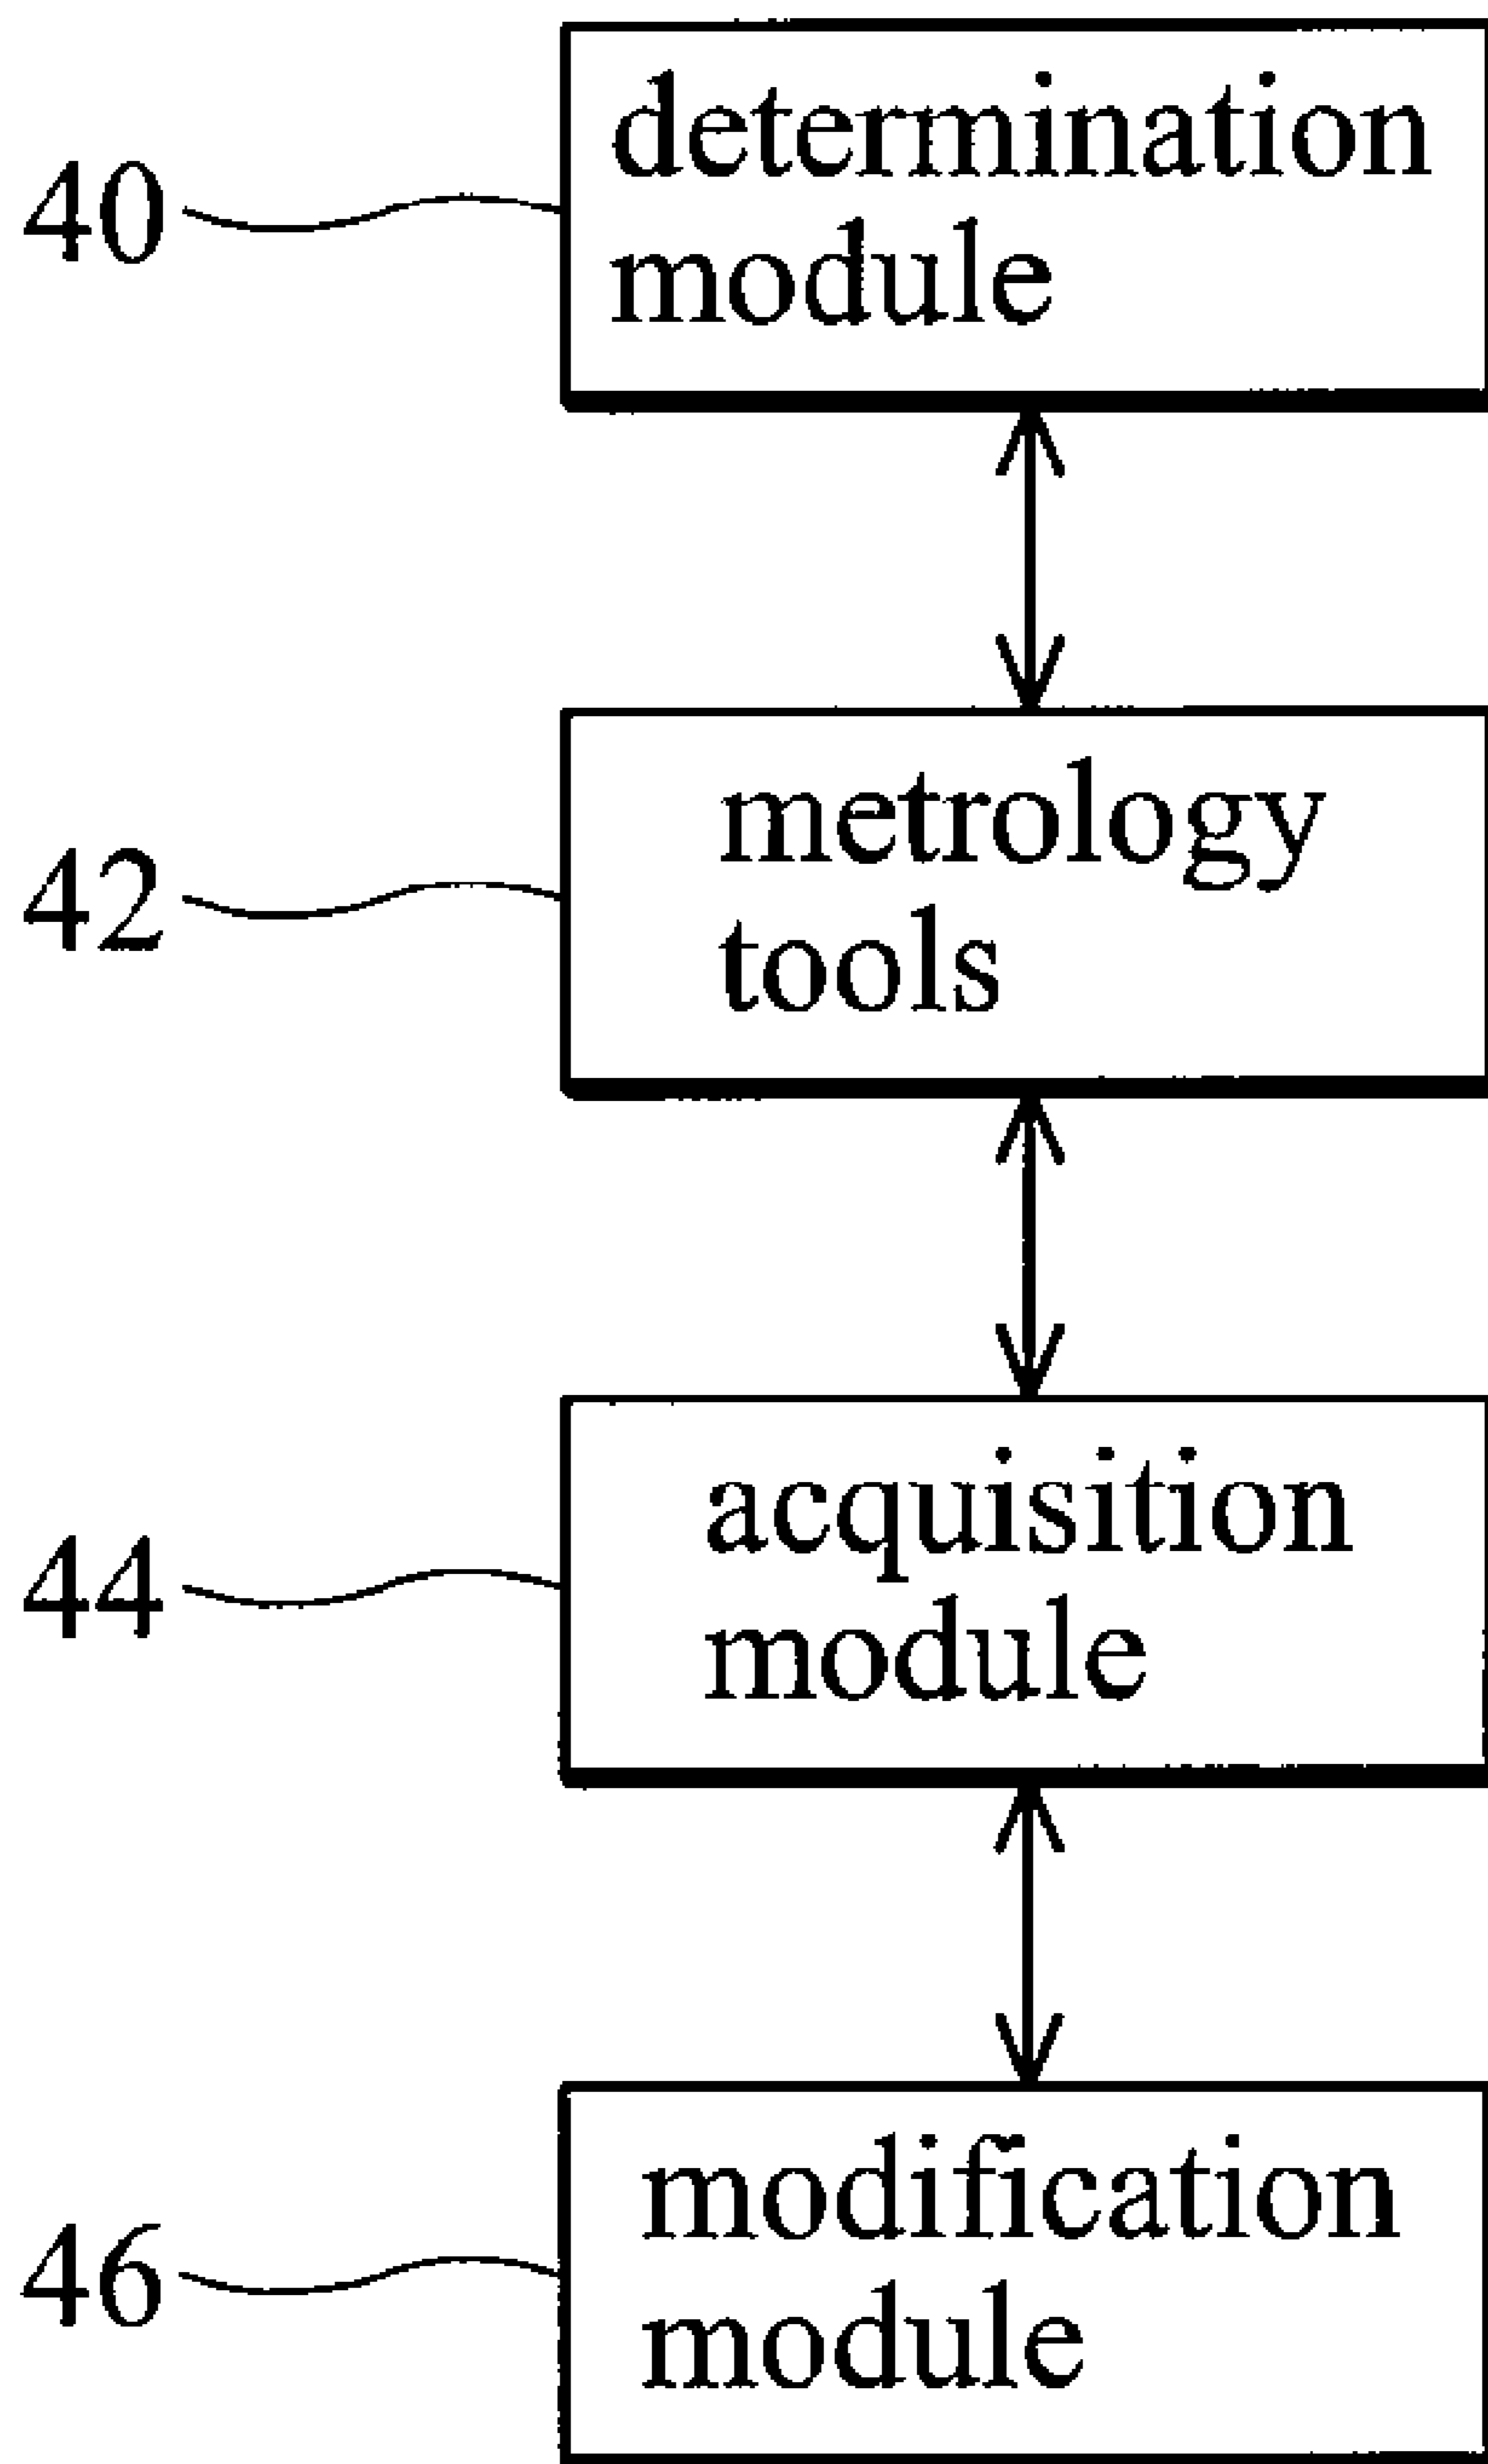 40
determination
module
42
metrology
tools
44
acquisition
module
46
modification
module